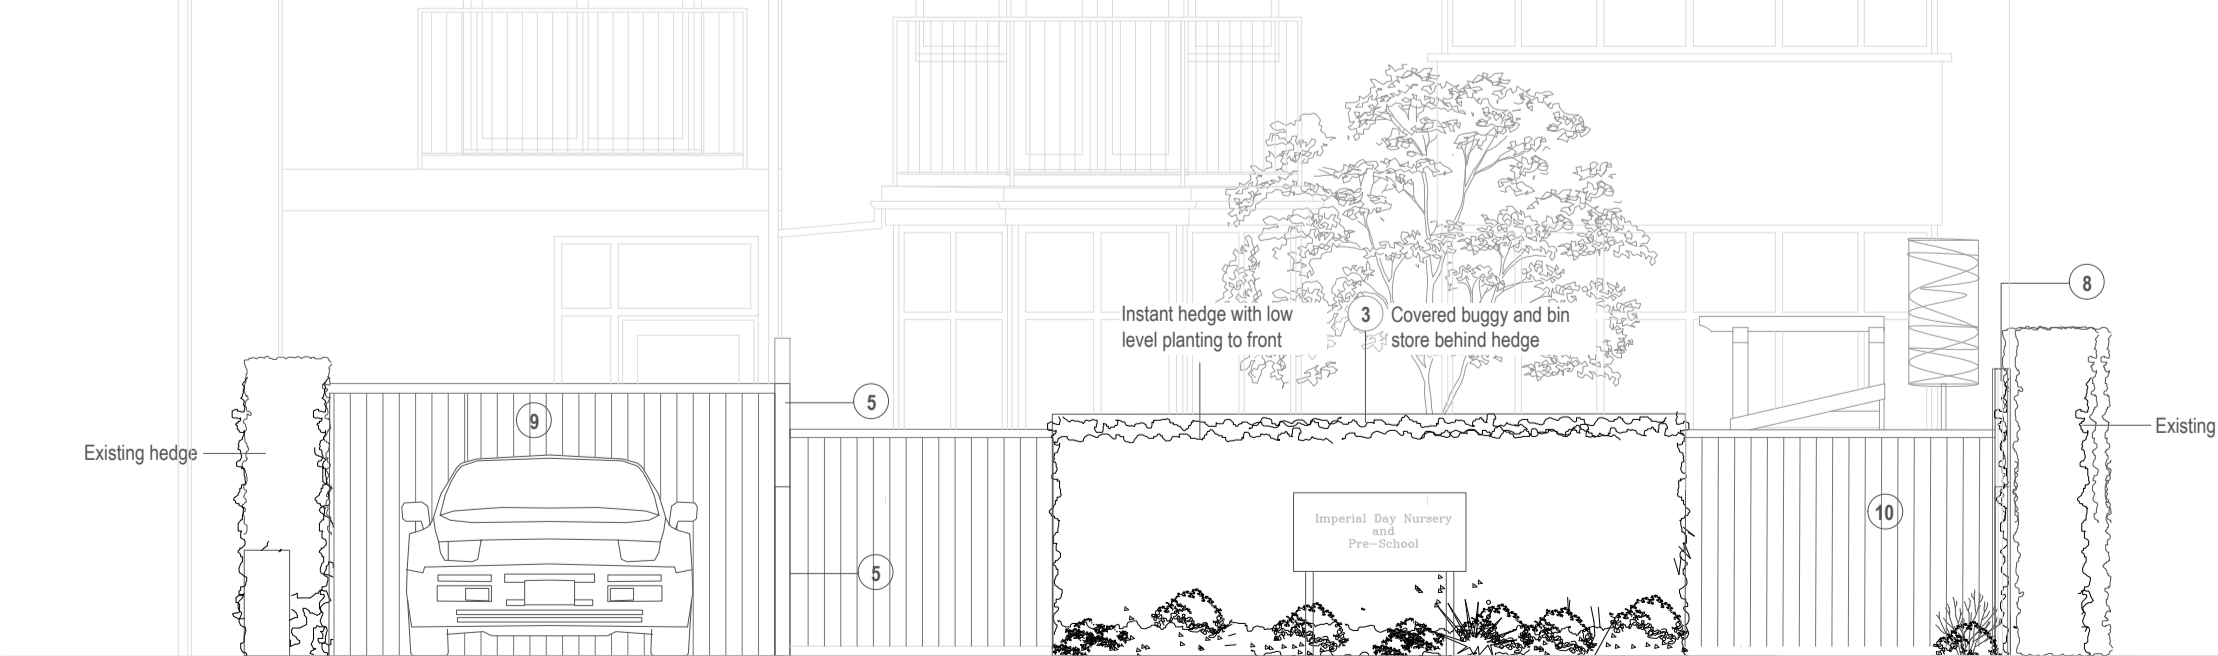 Instant hedge with low
level planting to front
3
Covered buggy and bin
store behind hedge
8
5
9
Existing hedge
Existing
10
Imperial Day Nursery
and
Pre-School
5